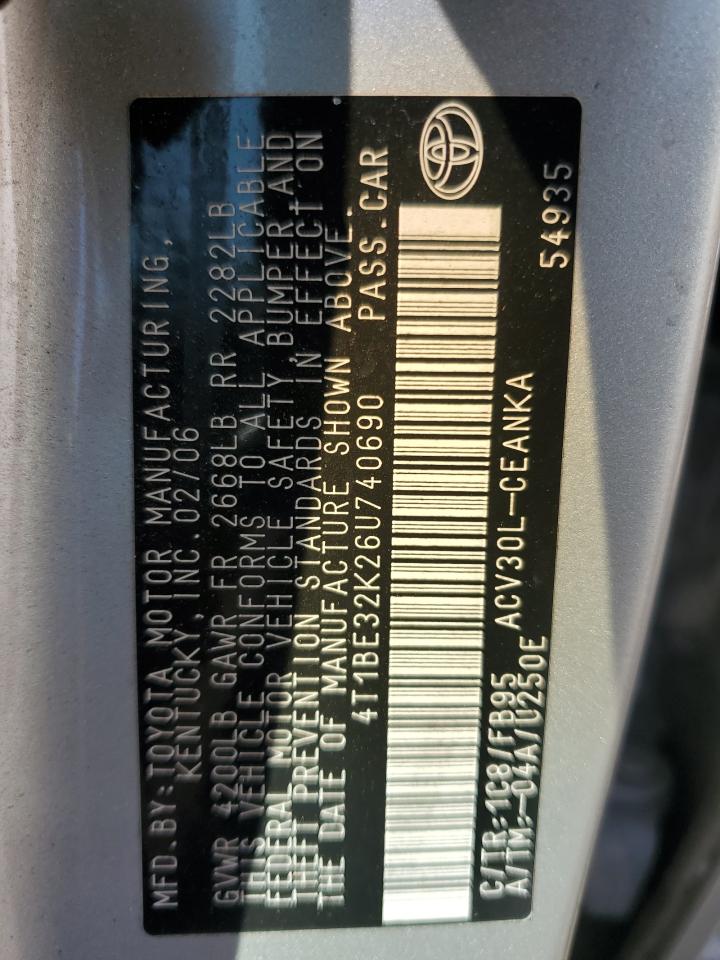 MFD.BY:TOYOTA MOTOR MANUFACTURING,
KENTUCKY, INC. 02/06
GVWR 4200LB GAWR FR 2668LB RR 2282LB
THIS VEHICLE CONFORMS TO ALL APPLICABLE
FEDERAL MOTOR VEHICLE SAFETY, BUMPER, AND
THEFT PREVENTION STANDARDS IN EFFECT ON
THE DATE OF MANUFACTURE SHOWN ABOVE.
4T1BE32K26U740690 PASS.CAR
C/TR:1C8/FB95 ACV30L-CEANKA
A/TM:-04A/U250E 54935